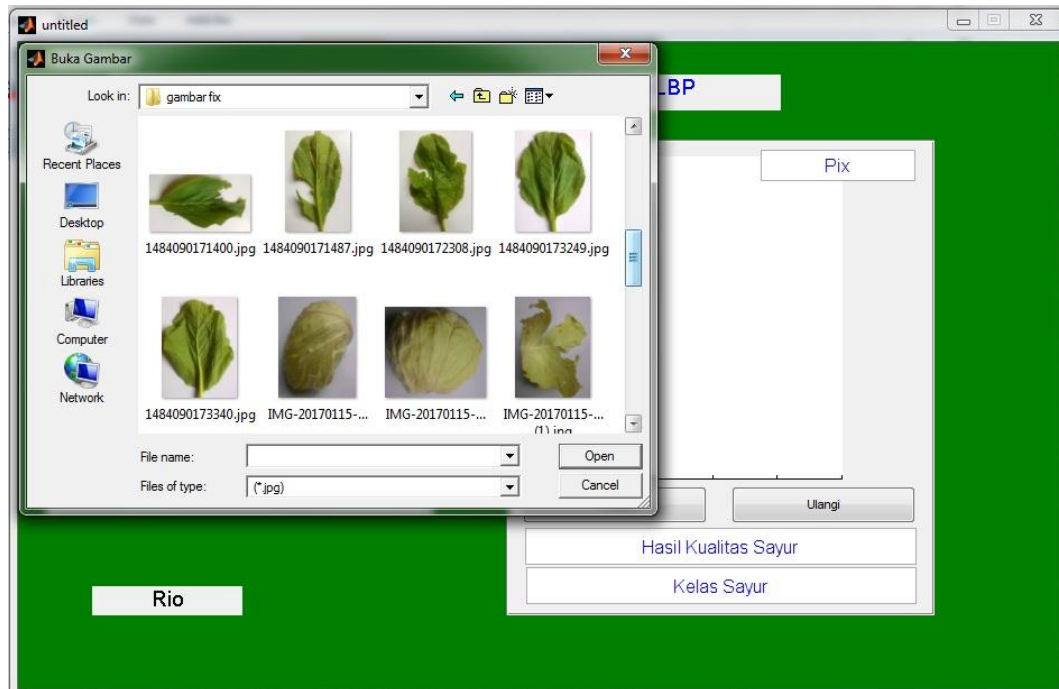 untitled
Buka Gambar
LBP
Look in:
gambar fix
Pix
Recent Places
Desktop
Libraries
Computer
Network
1484090171400.jpg 1484090171487.jpg 1484090172308.jpg 1484090173249.jpg
1484090173340.jpg IMG-20170115-... IMG-20170115-... IMG-20170115-...
(1).jpg
File name:
Open
Files of type:
(*.jpg)
Cancel
Ulangi
Hasil Kualitas Sayur
Kelas Sayur
Rio